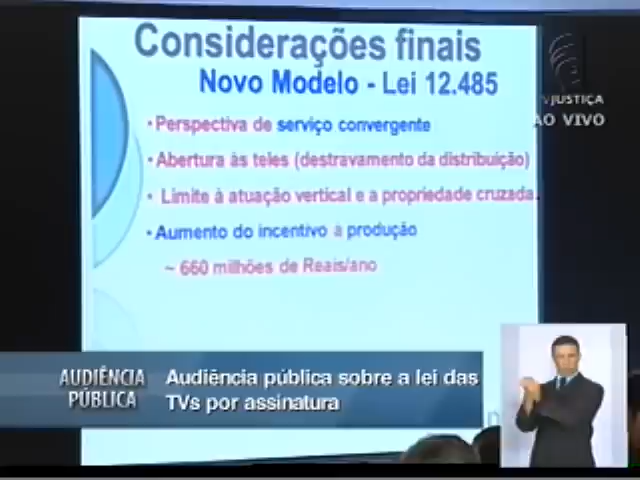 Considerações finais
Novo Modelo - Lei 12.485
• Perspectiva de serviço convergente
• Abertura às teles (destravamento da distribuição)
• Limite à atuação vertical e a propriedade cruzada.
• Aumento do incentivo à produção
~ 660 milhões de Reais/ano
JUSTIÇA
AO VIVO
AUDIÊNCIA
PÚBLICA
Audiência pública sobre a lei das
TVs por assinatura